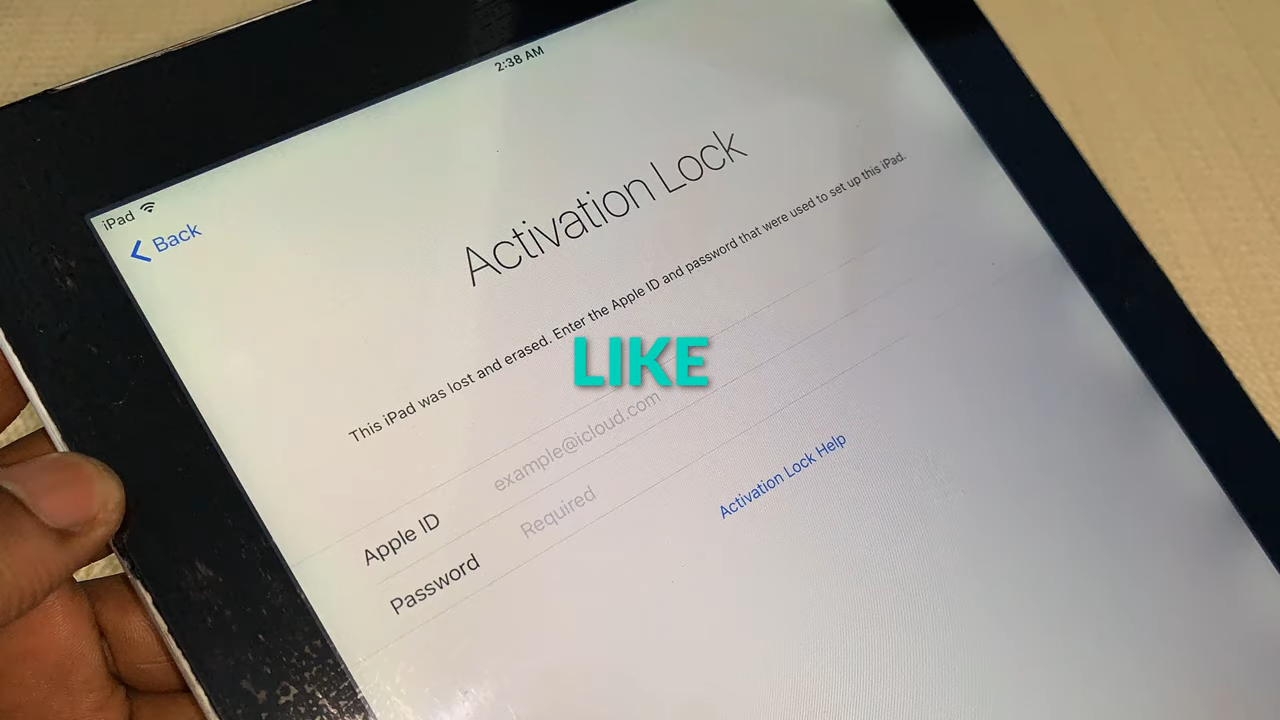 2:38 AM
iPad
Back
Activation Lock
This iPad was lost and erased. Enter the Apple ID and password that were used to set up this iPad.
LIKE
Apple ID example@icloud.com
Password Required
Activation Lock Help